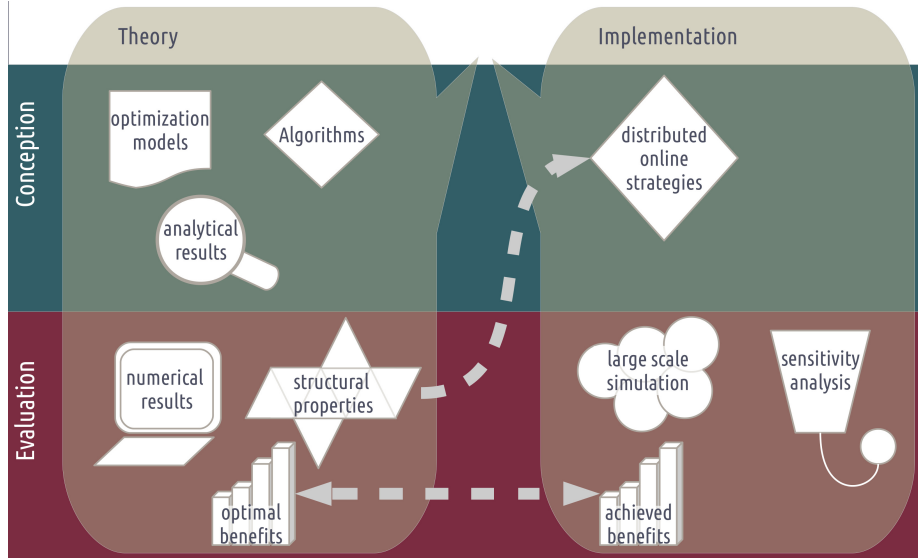 Theory
Implementation
Conception
optimization
models
Algorithms
distributed
online
strategies
analytical
results
Evaluation
numerical
results
structural
properties
large scale
simulation
sensitivity
analysis
optimal
benefits
achieved
benefits